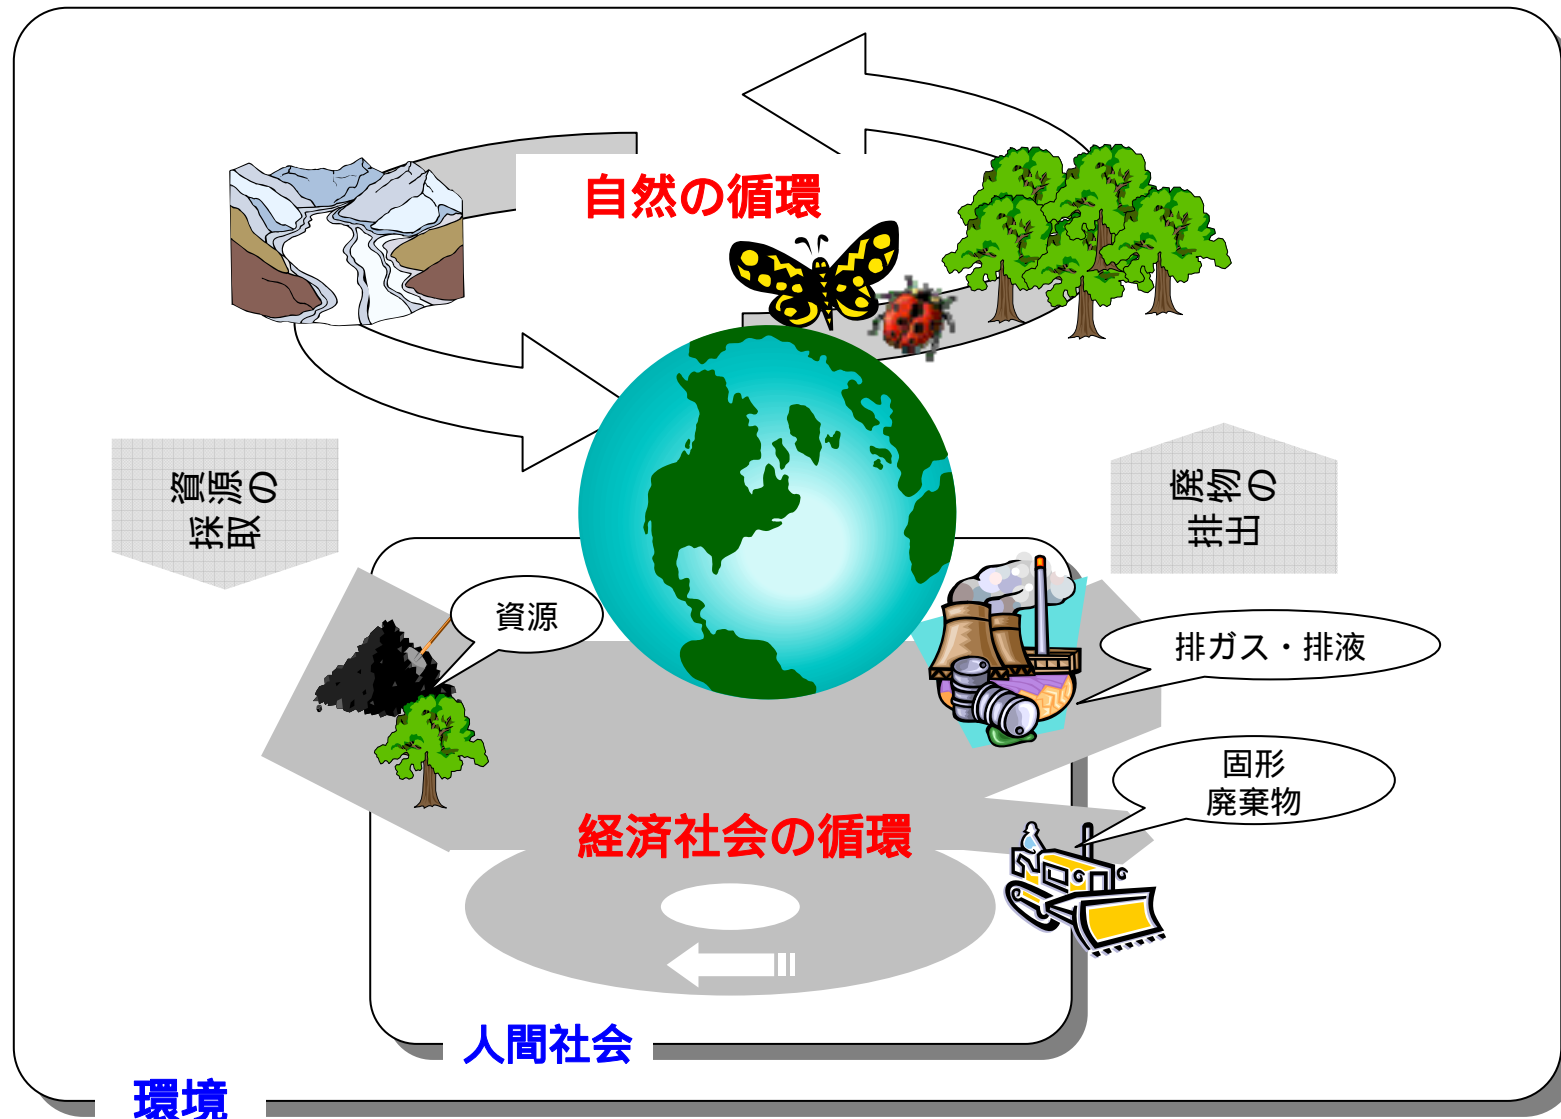 自然の循環
資源の
採取
廃物の
排出
資源
排ガス・排液
固形
廃棄物
経済社会の循環
人間社会
環境